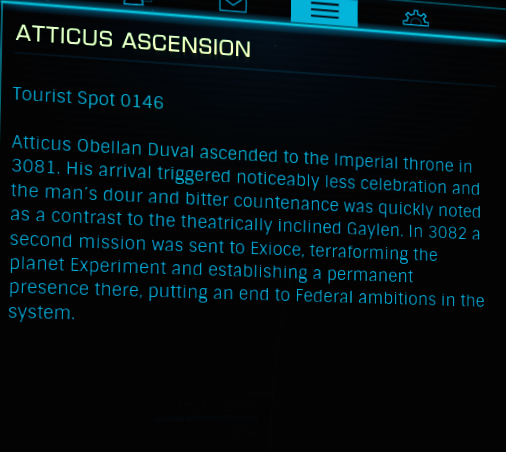 ATTICUS ASCENSION
Tourist Spot 0146
Atticus Obellan Duval ascended to the Imperial throne in
3081. His arrival triggered noticeably less celebration and
the man's dour and bitter countenance was quickly noted
as a contrast to the theatrically inclined Gaylen. In 3082 a
second mission was sent to Exioce, terraforming the
planet Experiment and establishing a permanent
presence there, putting an end to Federal ambitions in the
system.